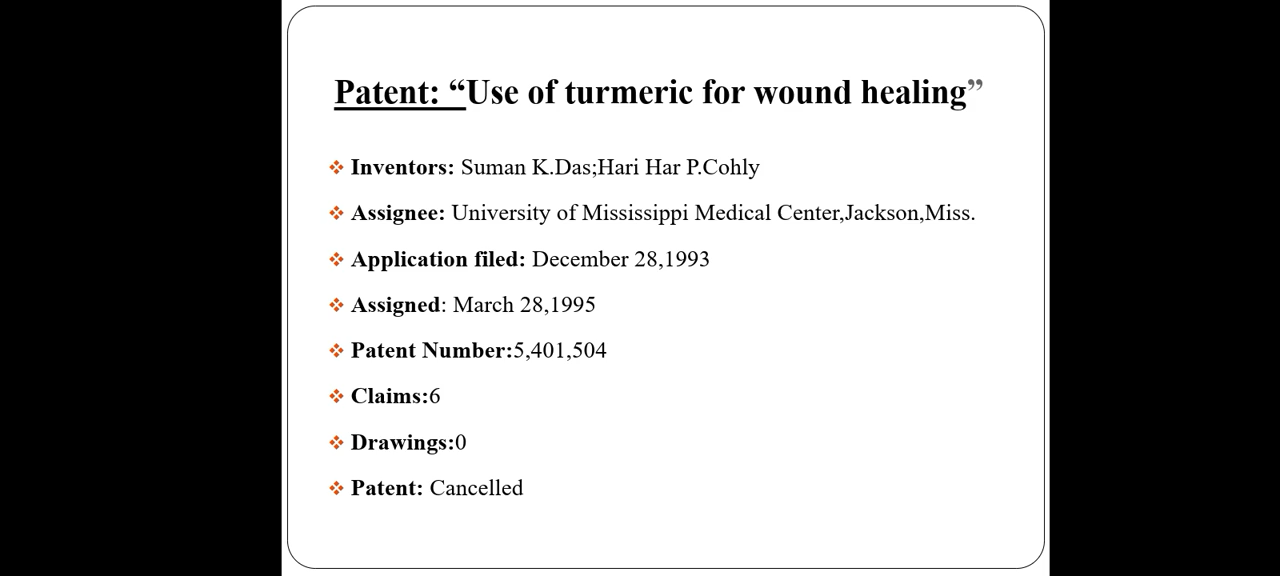 Patent: “Use of turmeric for wound healing”
Inventors: Suman K.Das;Hari Har P.Cohly
Assignee: University of Mississippi Medical Center,Jackson,Miss.
Application filed: December 28,1993
Assigned: March 28,1995
Patent Number:5,401,504
Claims:6
Drawings:0
Patent: Cancelled